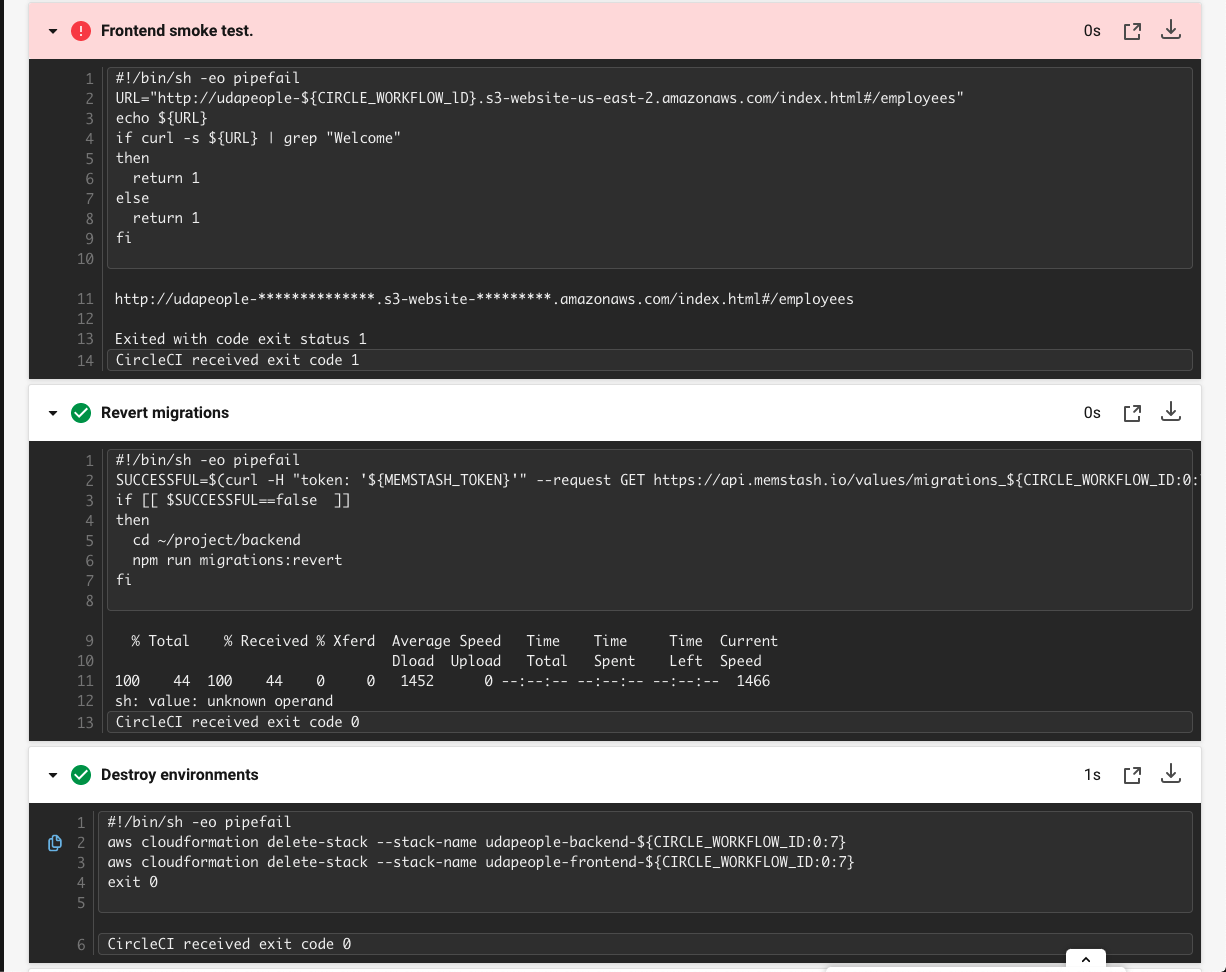 Frontend smoke test.
0s
1 #!/bin/sh -eo pipefail
2 URL="http://udapeople-${CIRCLE_WORKFLOW_lD}.s3-website-us-east-2.amazonaws.com/index.html#/employees"
3 echo ${URL}
4 if curl -s ${URL} | grep "Welcome"
5 then
6 return 1
7 else
8 return 1
9 fi
10
11 http://udapeople-**************.s3-website-*********.amazonaws.com/index.html#/employees
12
13 Exited with code exit status 1
14 CircleCI received exit code 1
Revert migrations
0s
1 #!/bin/sh -eo pipefail
2 SUCCESSFUL=$(curl -H "token: '${MEMSTASH_TOKEN}'" --request GET https://api.memstash.io/values/migrations_${CIRCLE_WORKFLOW_ID:0:
3 if [[ $SUCCESSFUL==false  ]]
4 then
5 cd ~/project/backend
6 npm run migrations:revert
7 fi
8
9 % Total    % Received % Xferd  Average Speed   Time    Time     Time  Current
10 Dload  Upload   Total   Spent    Left  Speed
11 100    44  100    44    0     0   1452      0 --:--:-- --:--:-- --:--:--  1466
12 sh: value: unknown operand
13 CircleCI received exit code 0
Destroy environments
1s
1 #!/bin/sh -eo pipefail
2 aws cloudformation delete-stack --stack-name udapeople-backend-${CIRCLE_WORKFLOW_ID:0:7}
3 aws cloudformation delete-stack --stack-name udapeople-frontend-${CIRCLE_WORKFLOW_ID:0:7}
4 exit 0
5
6 CircleCI received exit code 0